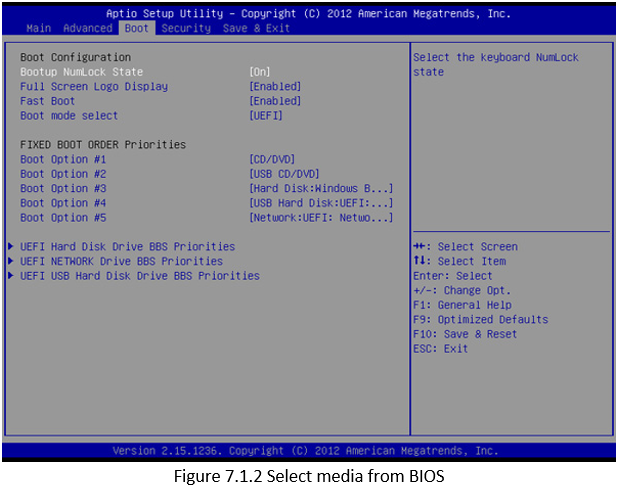 Aptio Setup Utility – Copyright (C) 2012 American Megatrends, Inc.
Main Advanced Boot Security Save & Exit
Boot Configuration
Bootup NumLock State [On]
Full Screen Logo Display [Enabled]
Fast Boot [Enabled]
Boot mode select [UEFI]
FIXED BOOT ORDER Priorities
Boot Option #1 [CD/DVD]
Boot Option #2 [USB CD/DVD]
Boot Option #3 [Hard Disk:Windows B...]
Boot Option #4 [USB Hard Disk:UEFI:...]
Boot Option #5 [Network:UEFI: Netwo...]
UEFI Hard Disk Drive BBS Priorities
UEFI NETWORK Drive BBS Priorities
UEFI USB Hard Disk Drive BBS Priorities
Select the keyboard NumLock
state
→←: Select Screen
↑↓: Select Item
Enter: Select
+/-: Change Opt.
F1: General Help
F9: Optimized Defaults
F10: Save & Reset
ESC: Exit
Version 2.15.1236. Copyright (C) 2012 American Megatrends, Inc.
Figure 7.1.2 Select media from BIOS